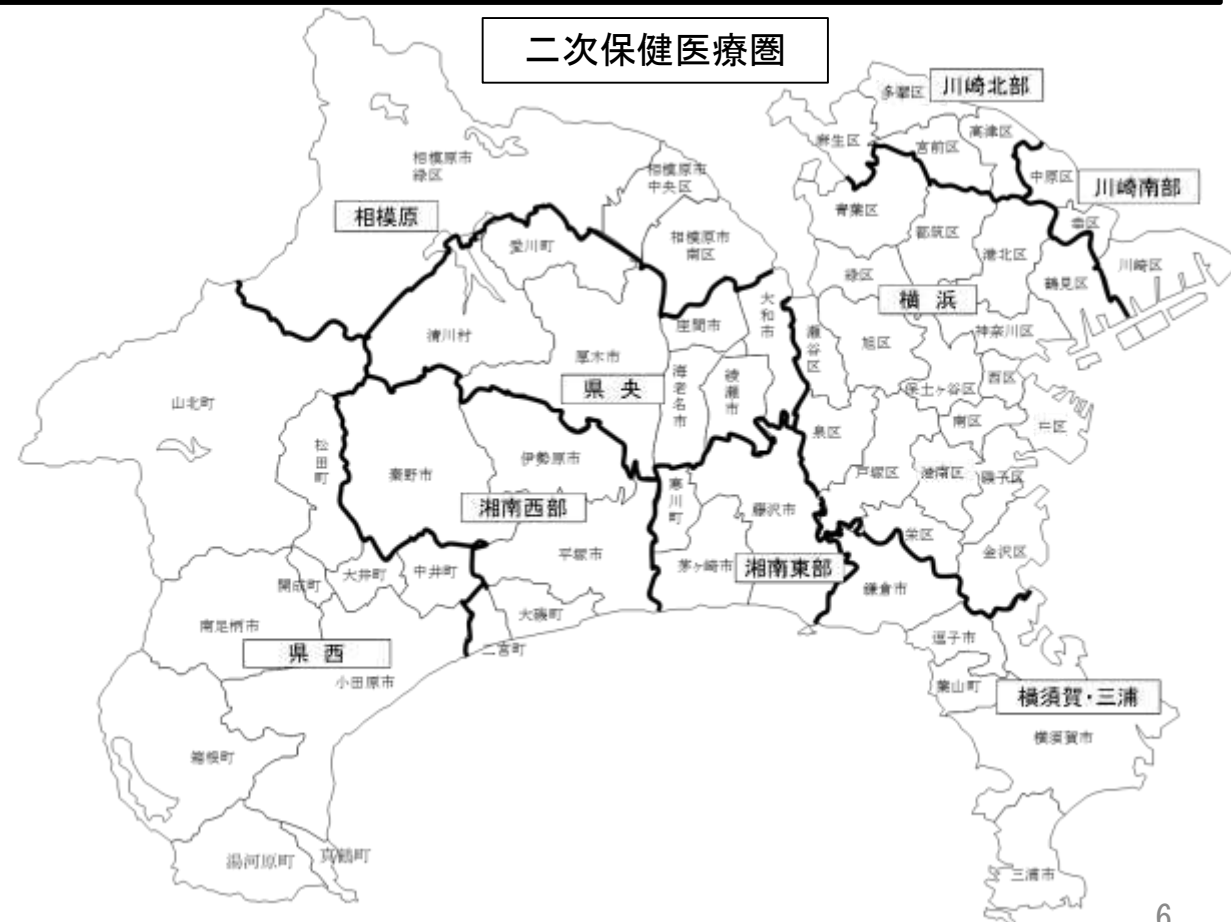 二次保健医療圏
多摩区
川崎北部
麻生区
宮前区
高津区
中原区
川崎南部
幸区
川崎区
相模原市
緑区
相模原市
中央区
相模原市
南区
相模原
愛川町
清川村
厚木市
座間市
大和市
海老名市
綾瀬市
県 央
青葉区
都筑区
港北区
鶴見区
緑区
横 浜
瀬谷区
旭区
神奈川区
保土ヶ谷区
西区
南区
中区
泉区
戸塚区
港南区
磯子区
栄区
金沢区
山北町
松田町
秦野市
伊勢原市
湘南西部
平塚市
大磯町
二宮町
寒川町
藤沢市
茅ヶ崎市
湘南東部
鎌倉市
逗子市
葉山町
横須賀・三浦
横須賀市
三浦市
開成町
大井町
中井町
南足柄市
県 西
小田原市
箱根町
湯河原町
真鶴町
6